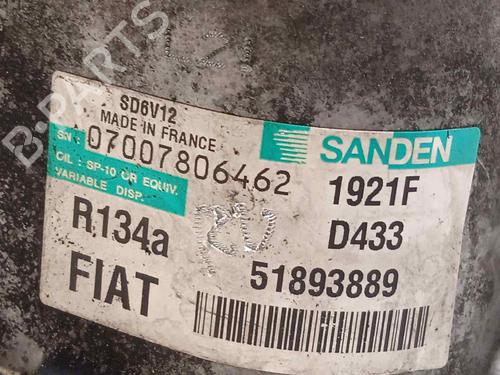 B-PARTS
SD6V12
MADE IN FRANCE
SN: 07007806462
OIL: SP-10 OR EQUIV.
VARIABLE DISP.
R134a
FIAT
SANDEN
1921F
D433
51893889